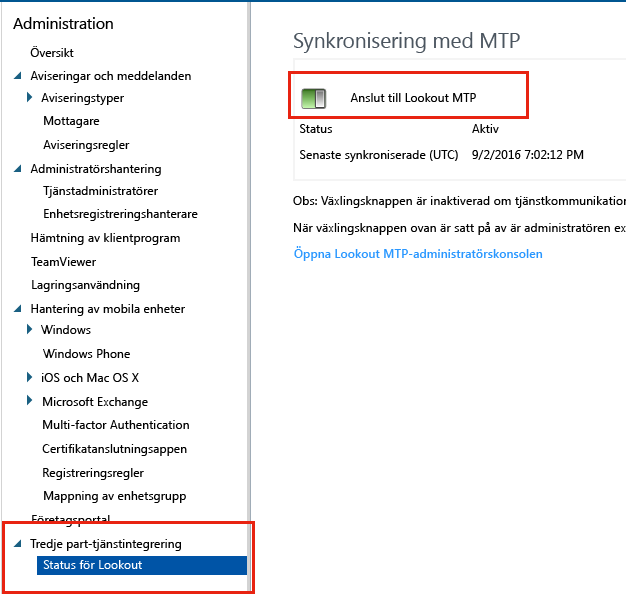 Administration
Översikt
Aviseringar och meddelanden
Aviseringstyper
Mottagare
Aviseringsregler
Administratörshantering
Tjänstadministratörer
Enhetsregistreringshanterare
Hämtning av klientprogram
TeamViewer
Lagringsanvändning
Hantering av mobila enheter
Windows
Windows Phone
iOS och Mac OS X
Microsoft Exchange
Multi-factor Authentication
Certifikatanslutningsappen
Registreringsregler
Mappning av enhetsgrupp
Företagsportal
Tredje part-tjänstintegrering
Status för Lookout
Synkronisering med MTP
Anslut till Lookout MTP
Status Aktiv
Senaste synkroniserade (UTC) 9/2/2016 7:02:12 PM
Obs: Växlingsknappen är inaktiverad om tjänstkommunikation
När växlingsknappen ovan är satt på av är administratören ex
Öppna Lookout MTP-administratörskonsolen